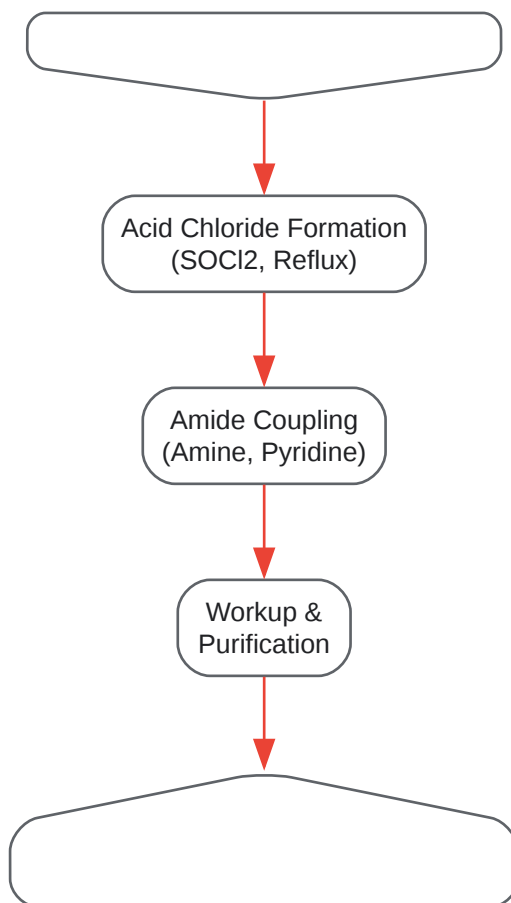 Acid Chloride Formation
(SOCl2, Reflux)
Amide Coupling
(Amine, Pyridine)
Workup &
Purification